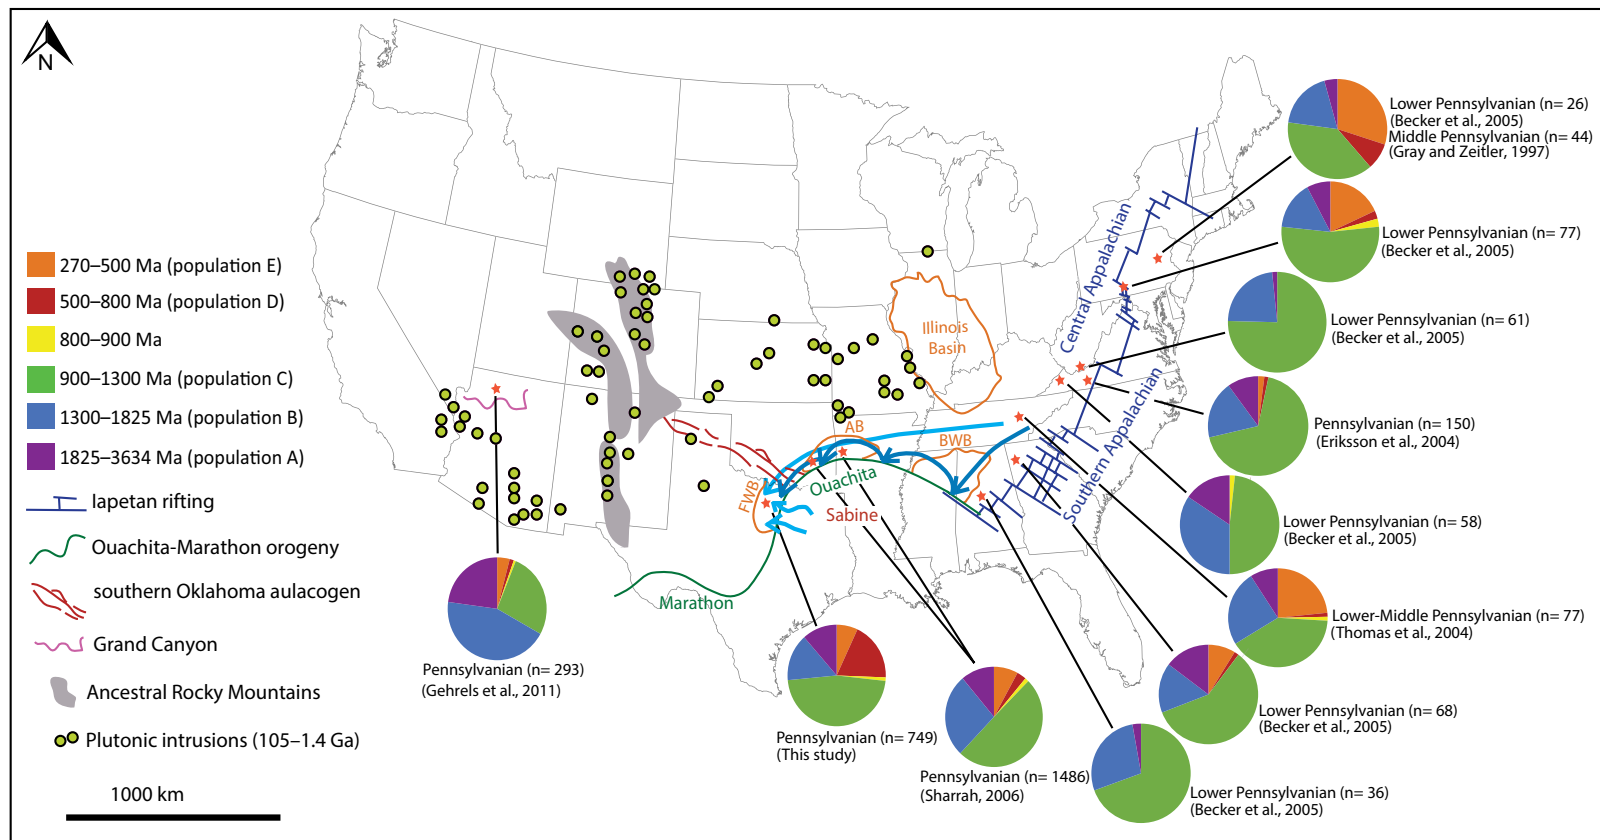 N
270–500 Ma (population E)
500–800 Ma (population D)
800–900 Ma
900–1300 Ma (population C)
1300–1825 Ma (population B)
1825–3634 Ma (population A)
Iapetan rifting
Ouachita-Marathon orogeny
southern Oklahoma aulacogen
Grand Canyon
Ancestral Rocky Mountains
Plutonic intrusions (105–1.4 Ga)
1000 km
Illinois
Basin
Central Appalachian
Southern Appalachian
AB
BWB
FWB
Ouachita
Sabine
Marathon
Lower Pennsylvanian (n= 26)
(Becker et al., 2005)
Middle Pennsylvanian (n= 44)
(Gray and Zeitler, 1997)
Lower Pennsylvanian (n= 77)
(Becker et al., 2005)
Lower Pennsylvanian (n= 61)
(Becker et al., 2005)
Pennsylvanian (n= 150)
(Eriksson et al., 2004)
Lower Pennsylvanian (n= 58)
(Becker et al., 2005)
Lower-Middle Pennsylvanian (n= 77)
(Thomas et al., 2004)
Lower Pennsylvanian (n= 68)
(Becker et al., 2005)
Lower Pennsylvanian (n= 36)
(Becker et al., 2005)
Pennsylvanian (n= 1486)
(Sharrah, 2006)
Pennsylvanian (n= 749)
(This study)
Pennsylvanian (n= 293)
(Gehrels et al., 2011)